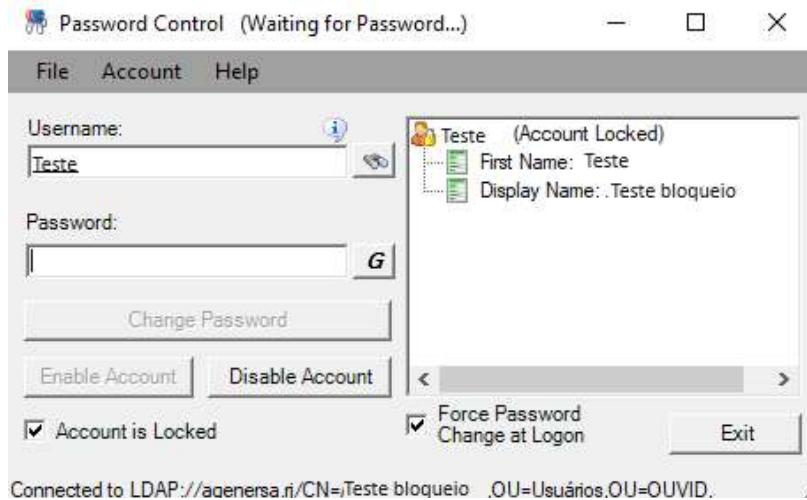 Password Control (Waiting for Password...)
File Account Help
Username:
Teste
Password:
G
Change Password
Enable Account Disable Account
Account is Locked
Teste (Account Locked)
First Name: Teste
Display Name: .Teste bloqueio
Force Password
Change at Logon
Exit
Connected to LDAP://agenersa.rj/CN= Teste bloqueio ,OU=Usuários,OU=OUVID,